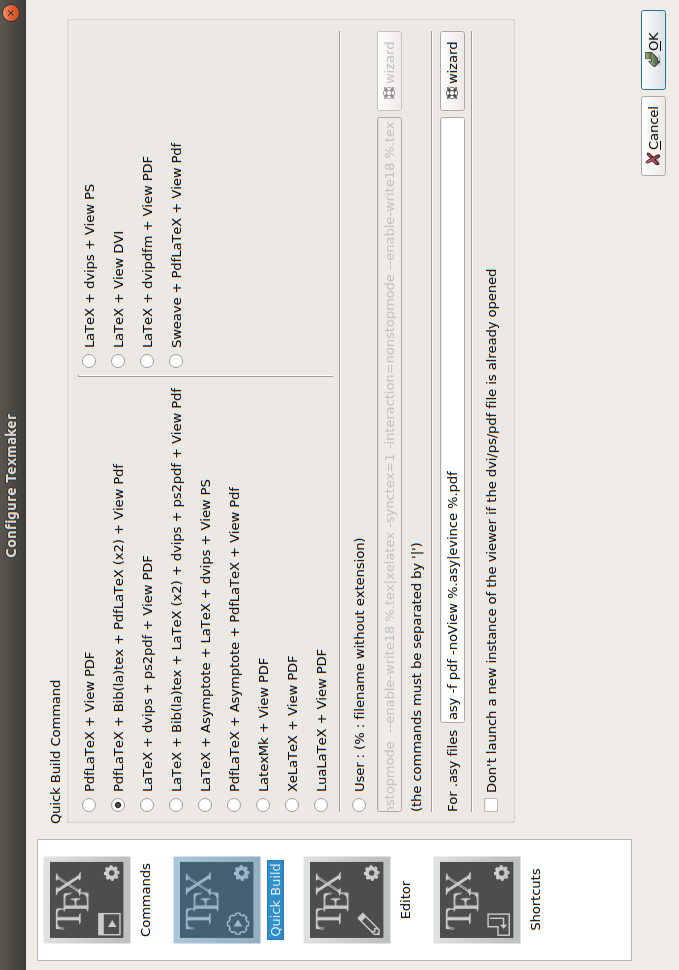 Configure Texmaker
Commands
Quick Build
Editor
Shortcuts
Quick Build Command
PdfLaTeX + View PDF
PdfLaTeX + Bib(la)tex + PdfLaTeX (x2) + View Pdf
LaTeX + dvips + ps2pdf + View PDF
LaTeX + Bib(la)tex + LaTeX (x2) + dvips + ps2pdf + View Pdf
LaTeX + Asymptote + LaTeX + dvips + View PS
PdfLaTeX + Asymptote + PdfLaTeX + View Pdf
LatexMk + View PDF
XeLaTeX + View PDF
LuaLaTeX + View PDF
LaTeX + dvips + View PS
LaTeX + View DVI
LaTeX + dvipdfm + View PDF
Sweave + PdfLaTeX + View Pdf
User : (% : filename without extension)
nstopmode --enable-write18 %.tex|xelatex -synctex=1 -interaction=nonstopmode --enable-write18 %.tex wizard
(the commands must be separated by '|')
For .asy files asy -f pdf -noView %.asy|evince %.pdf wizard
Don't launch a new instance of the viewer if the dvi/ps/pdf file is already opened
Cancel OK